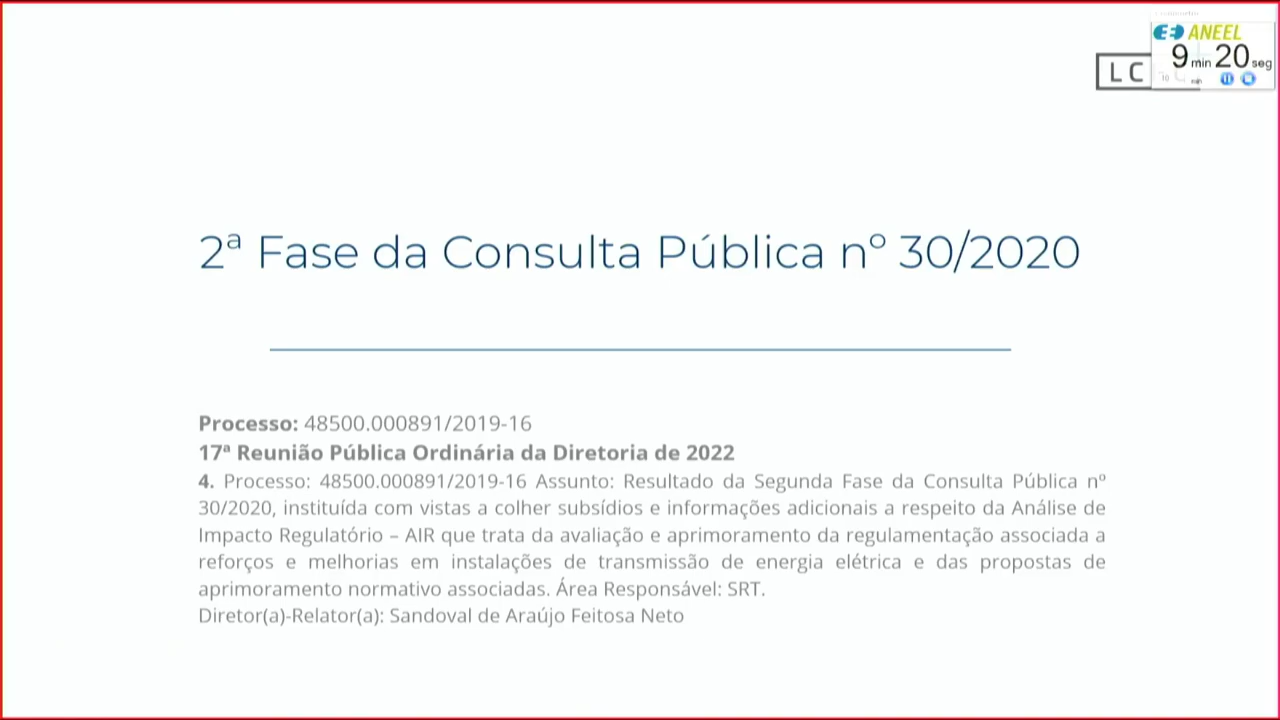 ANEEL
9 min 20 seg
LC
2ª Fase da Consulta Pública nº 30/2020
Processo: 48500.000891/2019-16
17ª Reunião Pública Ordinária da Diretoria de 2022
4. Processo: 48500.000891/2019-16 Assunto: Resultado da Segunda Fase da Consulta Pública nº
30/2020, instituída com vistas a colher subsídios e informações adicionais a respeito da Análise de
Impacto Regulatório – AIR que trata da avaliação e aprimoramento da regulamentação associada a
reforços e melhorias em instalações de transmissão de energia elétrica e das propostas de
aprimoramento normativo associadas. Área Responsável: SRT.
Diretor(a)-Relator(a): Sandoval de Araújo Feitosa Neto